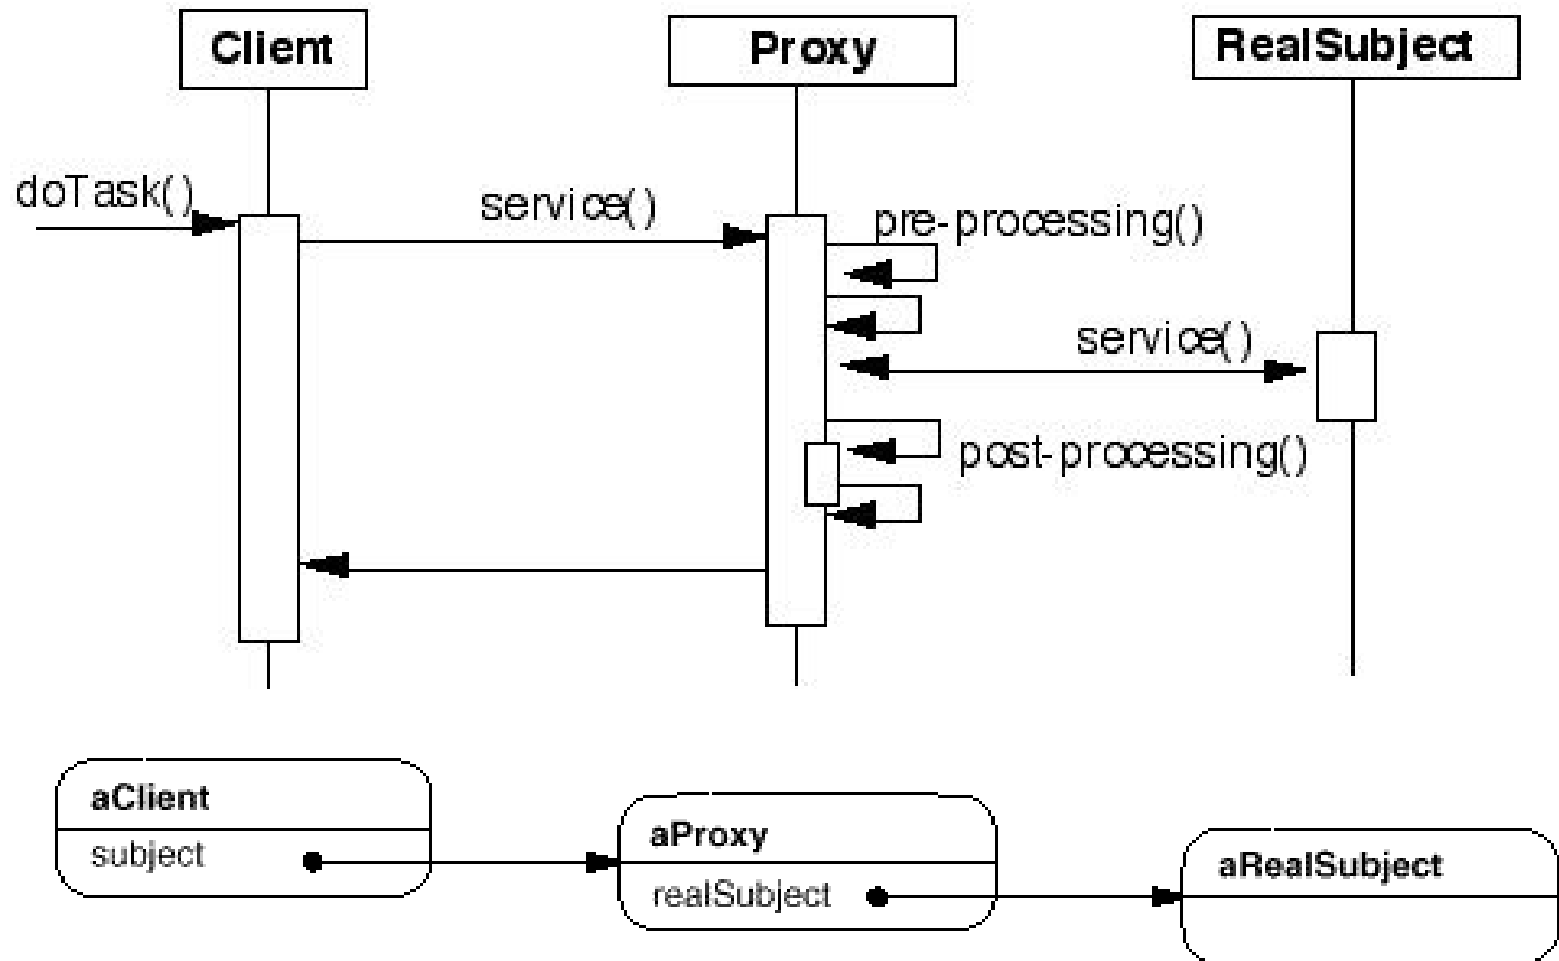 Client
Proxy
RealSubject
doTask()
service()
pre-processing()
service()
post-processing()
aClient
subject
aProxy
realSubject
aRealSubject